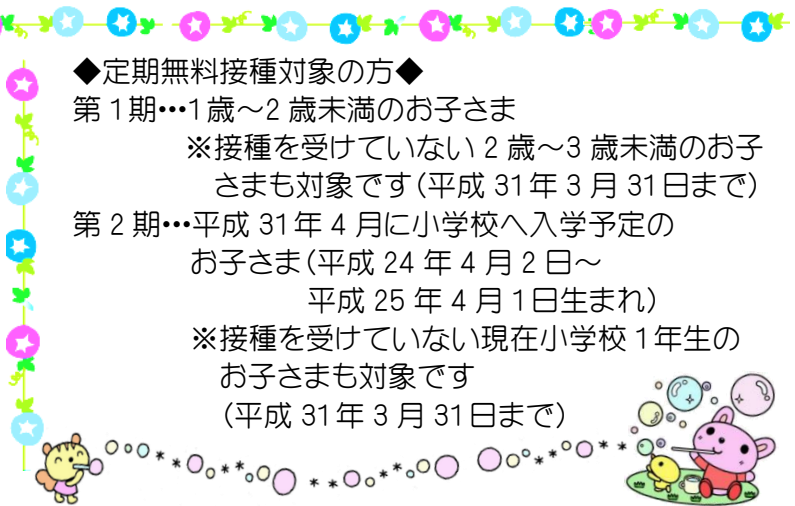 ◆定期無料接種対象の方◆
第1期…1歳～2歳未満のお子さま
※接種を受けていない2歳～3歳未満のお子
さまも対象です(平成31年3月31日まで)
第2期…平成31年4月に小学校へ入学予定の
お子さま(平成24年4月2日～
平成25年4月1日生まれ)
※接種を受けていない現在小学校1年生の
お子さまも対象です
(平成31年3月31日まで)